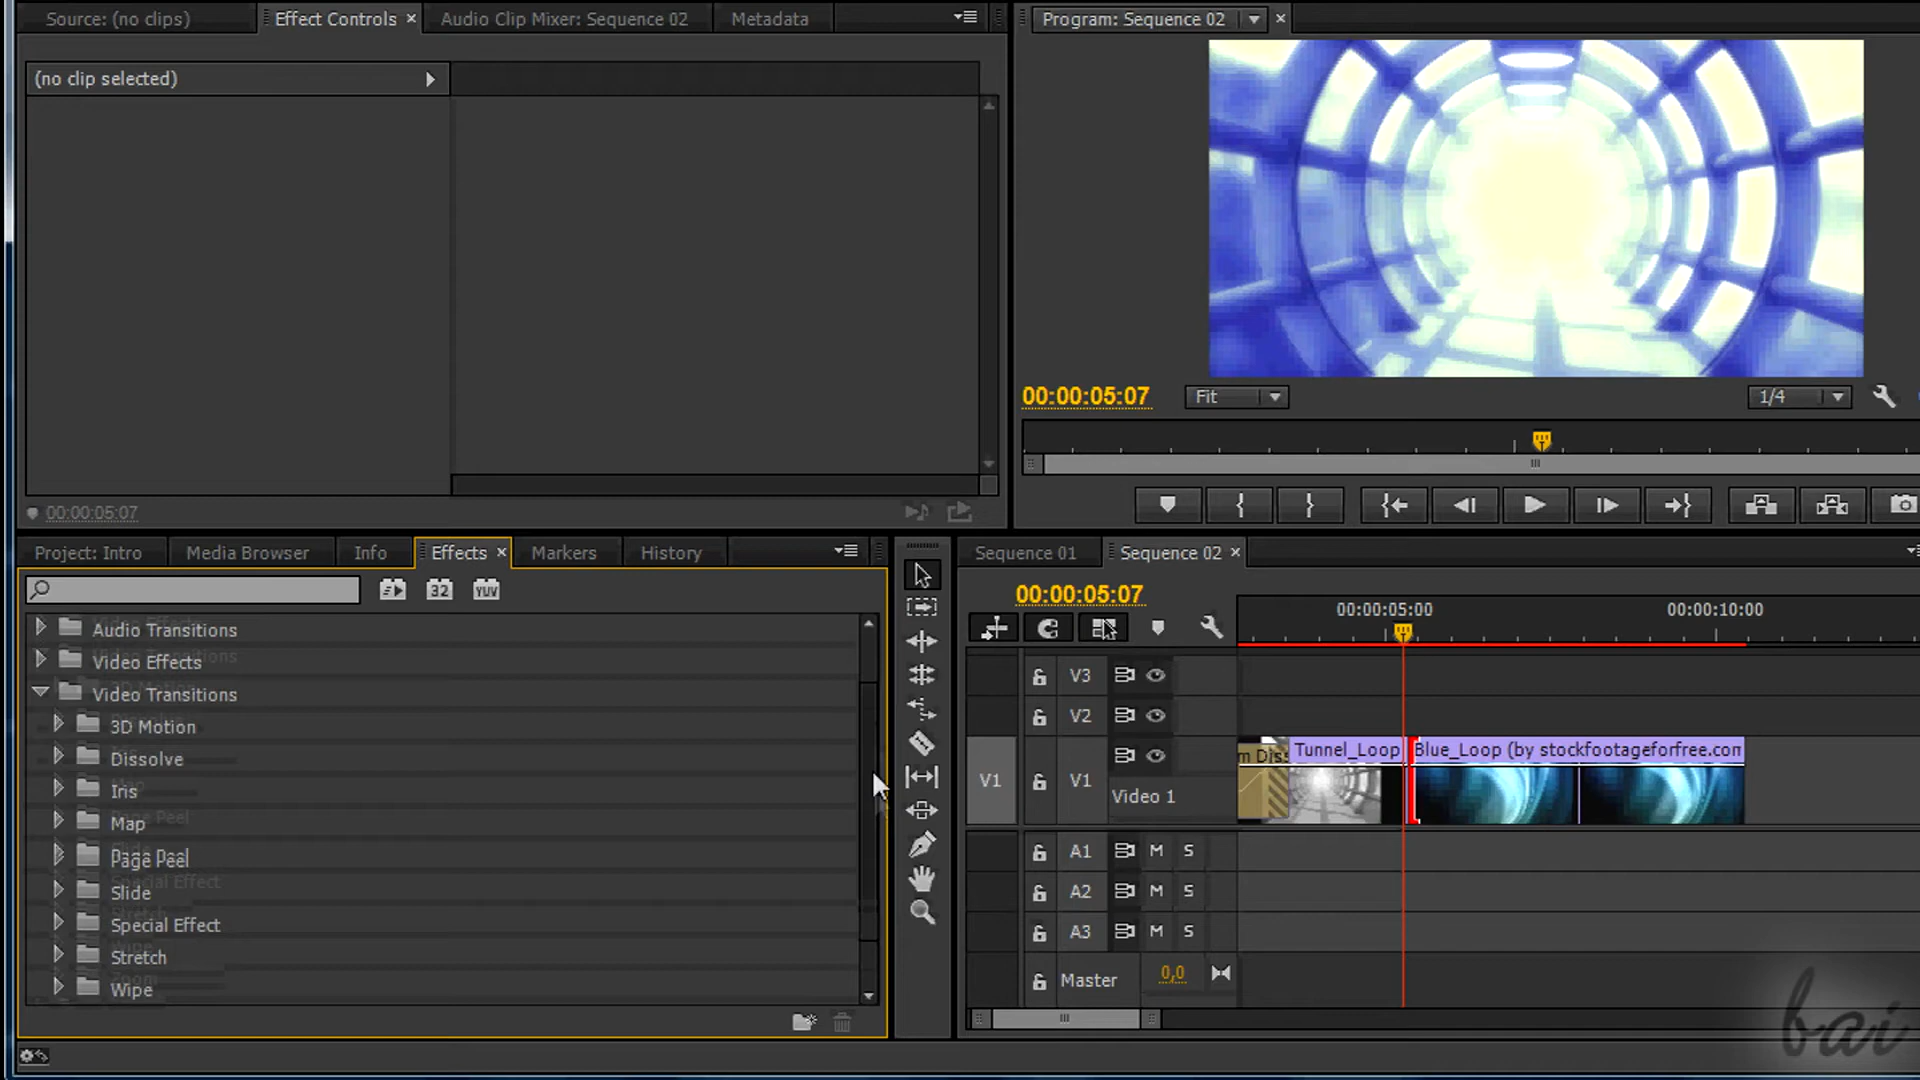 Source: (no clips)
Effect Controls
Audio Clip Mixer: Sequence 02
Metadata
Program: Sequence 02
(no clip selected)
00:00:05:07
Fit
1/4
00:00:05:07
Project: Intro
Media Browser
Info
Effects
Markers
History
Sequence 01
Sequence 02
32
YUV
00:00:05:07
00:00:05:00
00:00:10:00
Audio Transitions
Video Effects
Video Transitions
3D Motion
Dissolve
Iris
Map
Page Peel
Slide
Special Effect
Stretch
Wipe
V3
V2
V1
V1
Video 1
m Diss
Tunnel_Loop
Blue_Loop (by stockfootageforfree.com
A1 M S
A2 M S
A3 M S
Master
0,0
bai